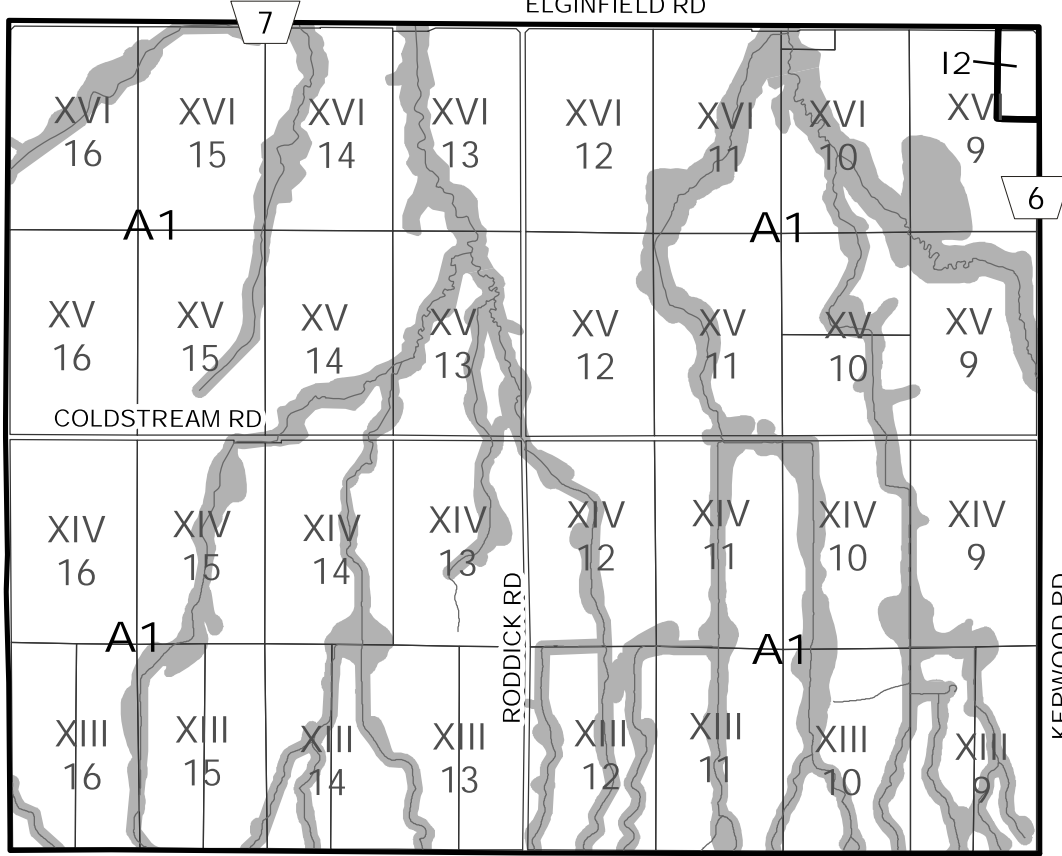 ELGINFIELD RD
7
I2
XVI XVI XVI XVI XVI XVI XVI XVI
16 15 14 13 12 11 10 9
6
A1 A1
XV XV XV XV XV XV XV XV
16 15 14 13 12 11 10 9
COLDSTREAM RD
XIV XIV XIV XIV XIV XIV XIV XIV
16 15 14 13 12 11 10 9
A1 A1
RODDICK RD
KERWOOD RD
XIII XIII XIII XIII XIII XIII XIII XIII
16 15 14 13 12 11 10 9